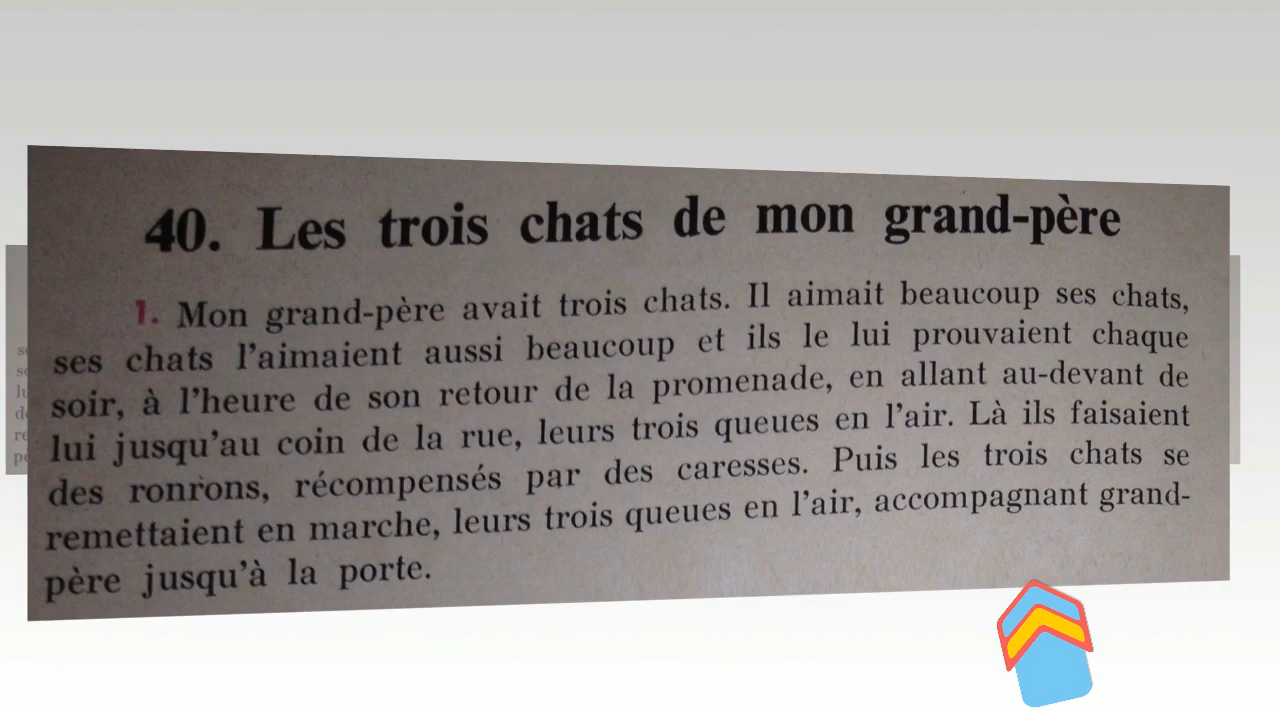 40. Les trois chats de mon grand-père
1. Mon grand-père avait trois chats. Il aimait beaucoup ses chats,
ses chats l'aimaient aussi beaucoup et ils le lui prouvaient chaque
soir, à l'heure de son retour de la promenade, en allant au-devant de
lui jusqu'au coin de la rue, leurs trois queues en l'air. Là ils faisaient
des ronrons, récompensés par des caresses. Puis les trois chats se
remettaient en marche, leurs trois queues en l'air, accompagnant grand-
père jusqu'à la porte.